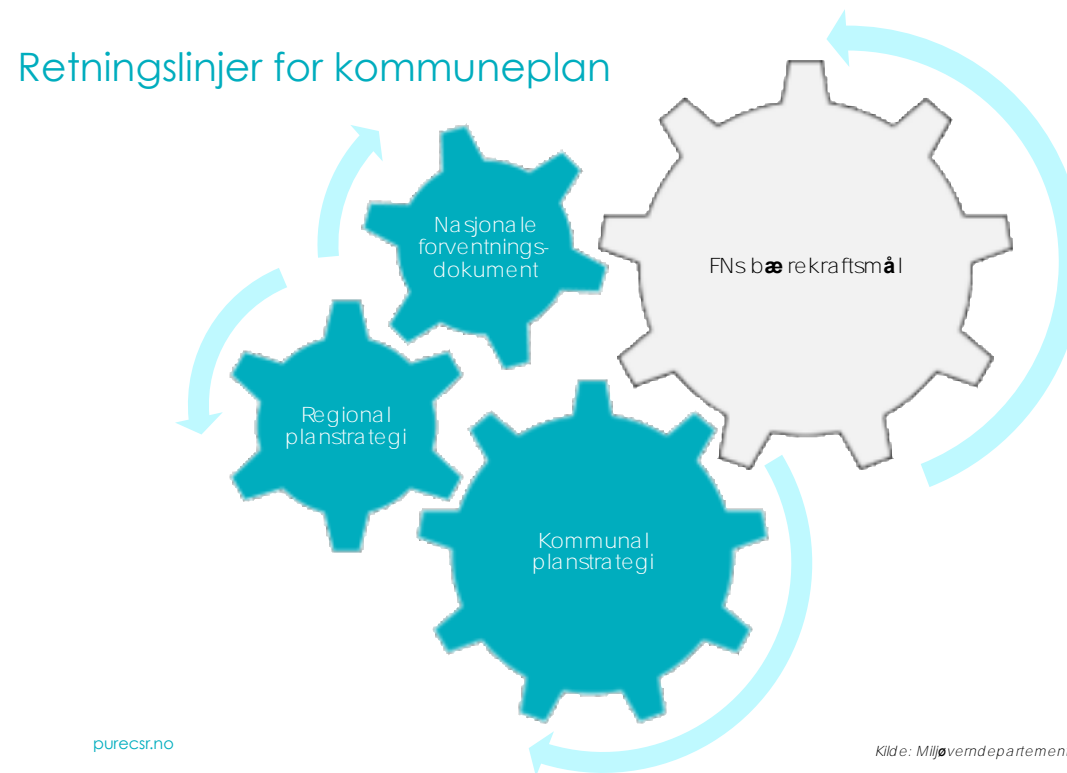 Retningslinjer for kommuneplan
Nasjonale
forventnings-
dokument
FNs bærekraftsmål
Regional
planstrategi
Kommunal
planstrategi
purecsr.no
Kilde: Miljøverndepartemen